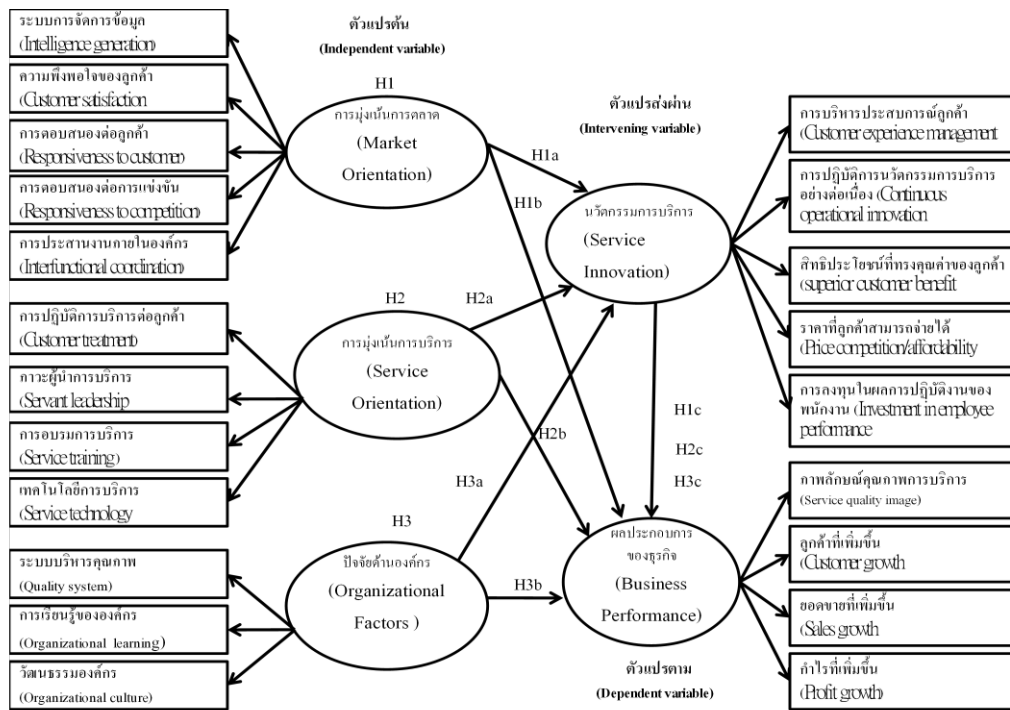 ระบบการจัดการข้อมูล
(Intelligence generation)
ความพึงพอใจของลูกค้า
(Customer satisfaction
การตอบสนองต่อลูกค้า
(Responsiveness to customer)
การตอบสนองต่อการแข่งขัน
(Responsiveness to competition)
การประสานงานภายในองค์กร
(Interfunctional coordination)
การปฏิบัติการบริการต่อลูกค้า
(Customer treatment)
ภาวะผู้นำการบริการ
(Servant leadership
การอบรมการบริการ
(Service training)
เทคโนโลยีการบริการ
(Service technology
ระบบบริหารคุณภาพ
(Quality system)
การเรียนรู้ขององค์กร
(Organizational learning)
วัฒนธรรมองค์กร
(Organizational culture)
ตัวแปรต้น
(Independent variable)
H1
การมุ่งเน้นการตลาด
(Market
Orientation)
H2
การมุ่งเน้นการบริการ
(Service
Orientation)
H3
ปัจจัยด้านองค์กร
(Organizational
Factors )
H1a
H1b
H2a
H2b
H3a
H3b
ตัวแปรส่งผ่าน
(Intervening variable)
นวัตกรรมการบริการ
(Service
Innovation)
H1c
H2c
H3c
ผลประกอบการ
ของธุรกิจ
(Business
Performance)
ตัวแปรตาม
(Dependent variable)
การบริหารประสบการณ์ลูกค้า
(Customer experience management
การปฏิบัติการนวัตกรรมการบริการ
อย่างต่อเนื่อง (Continuous
operational innovation
สิทธิประโยชน์ที่ทรงคุณค่าของลูกค้า
(superior customer benefit
ราคาที่ลูกค้าสามารถจ่ายได้
(Price competition/affordability
การลงทุนในผลการปฏิบัติงานของ
พนักงาน (Investment in employee
performance
ภาพลักษณ์คุณภาพการบริการ
(Service quality image)
ลูกค้าที่เพิ่มขึ้น
(Customer growth
ยอดขายที่เพิ่มขึ้น
(Sales growth
กำไรที่เพิ่มขึ้น
(Profit growth)